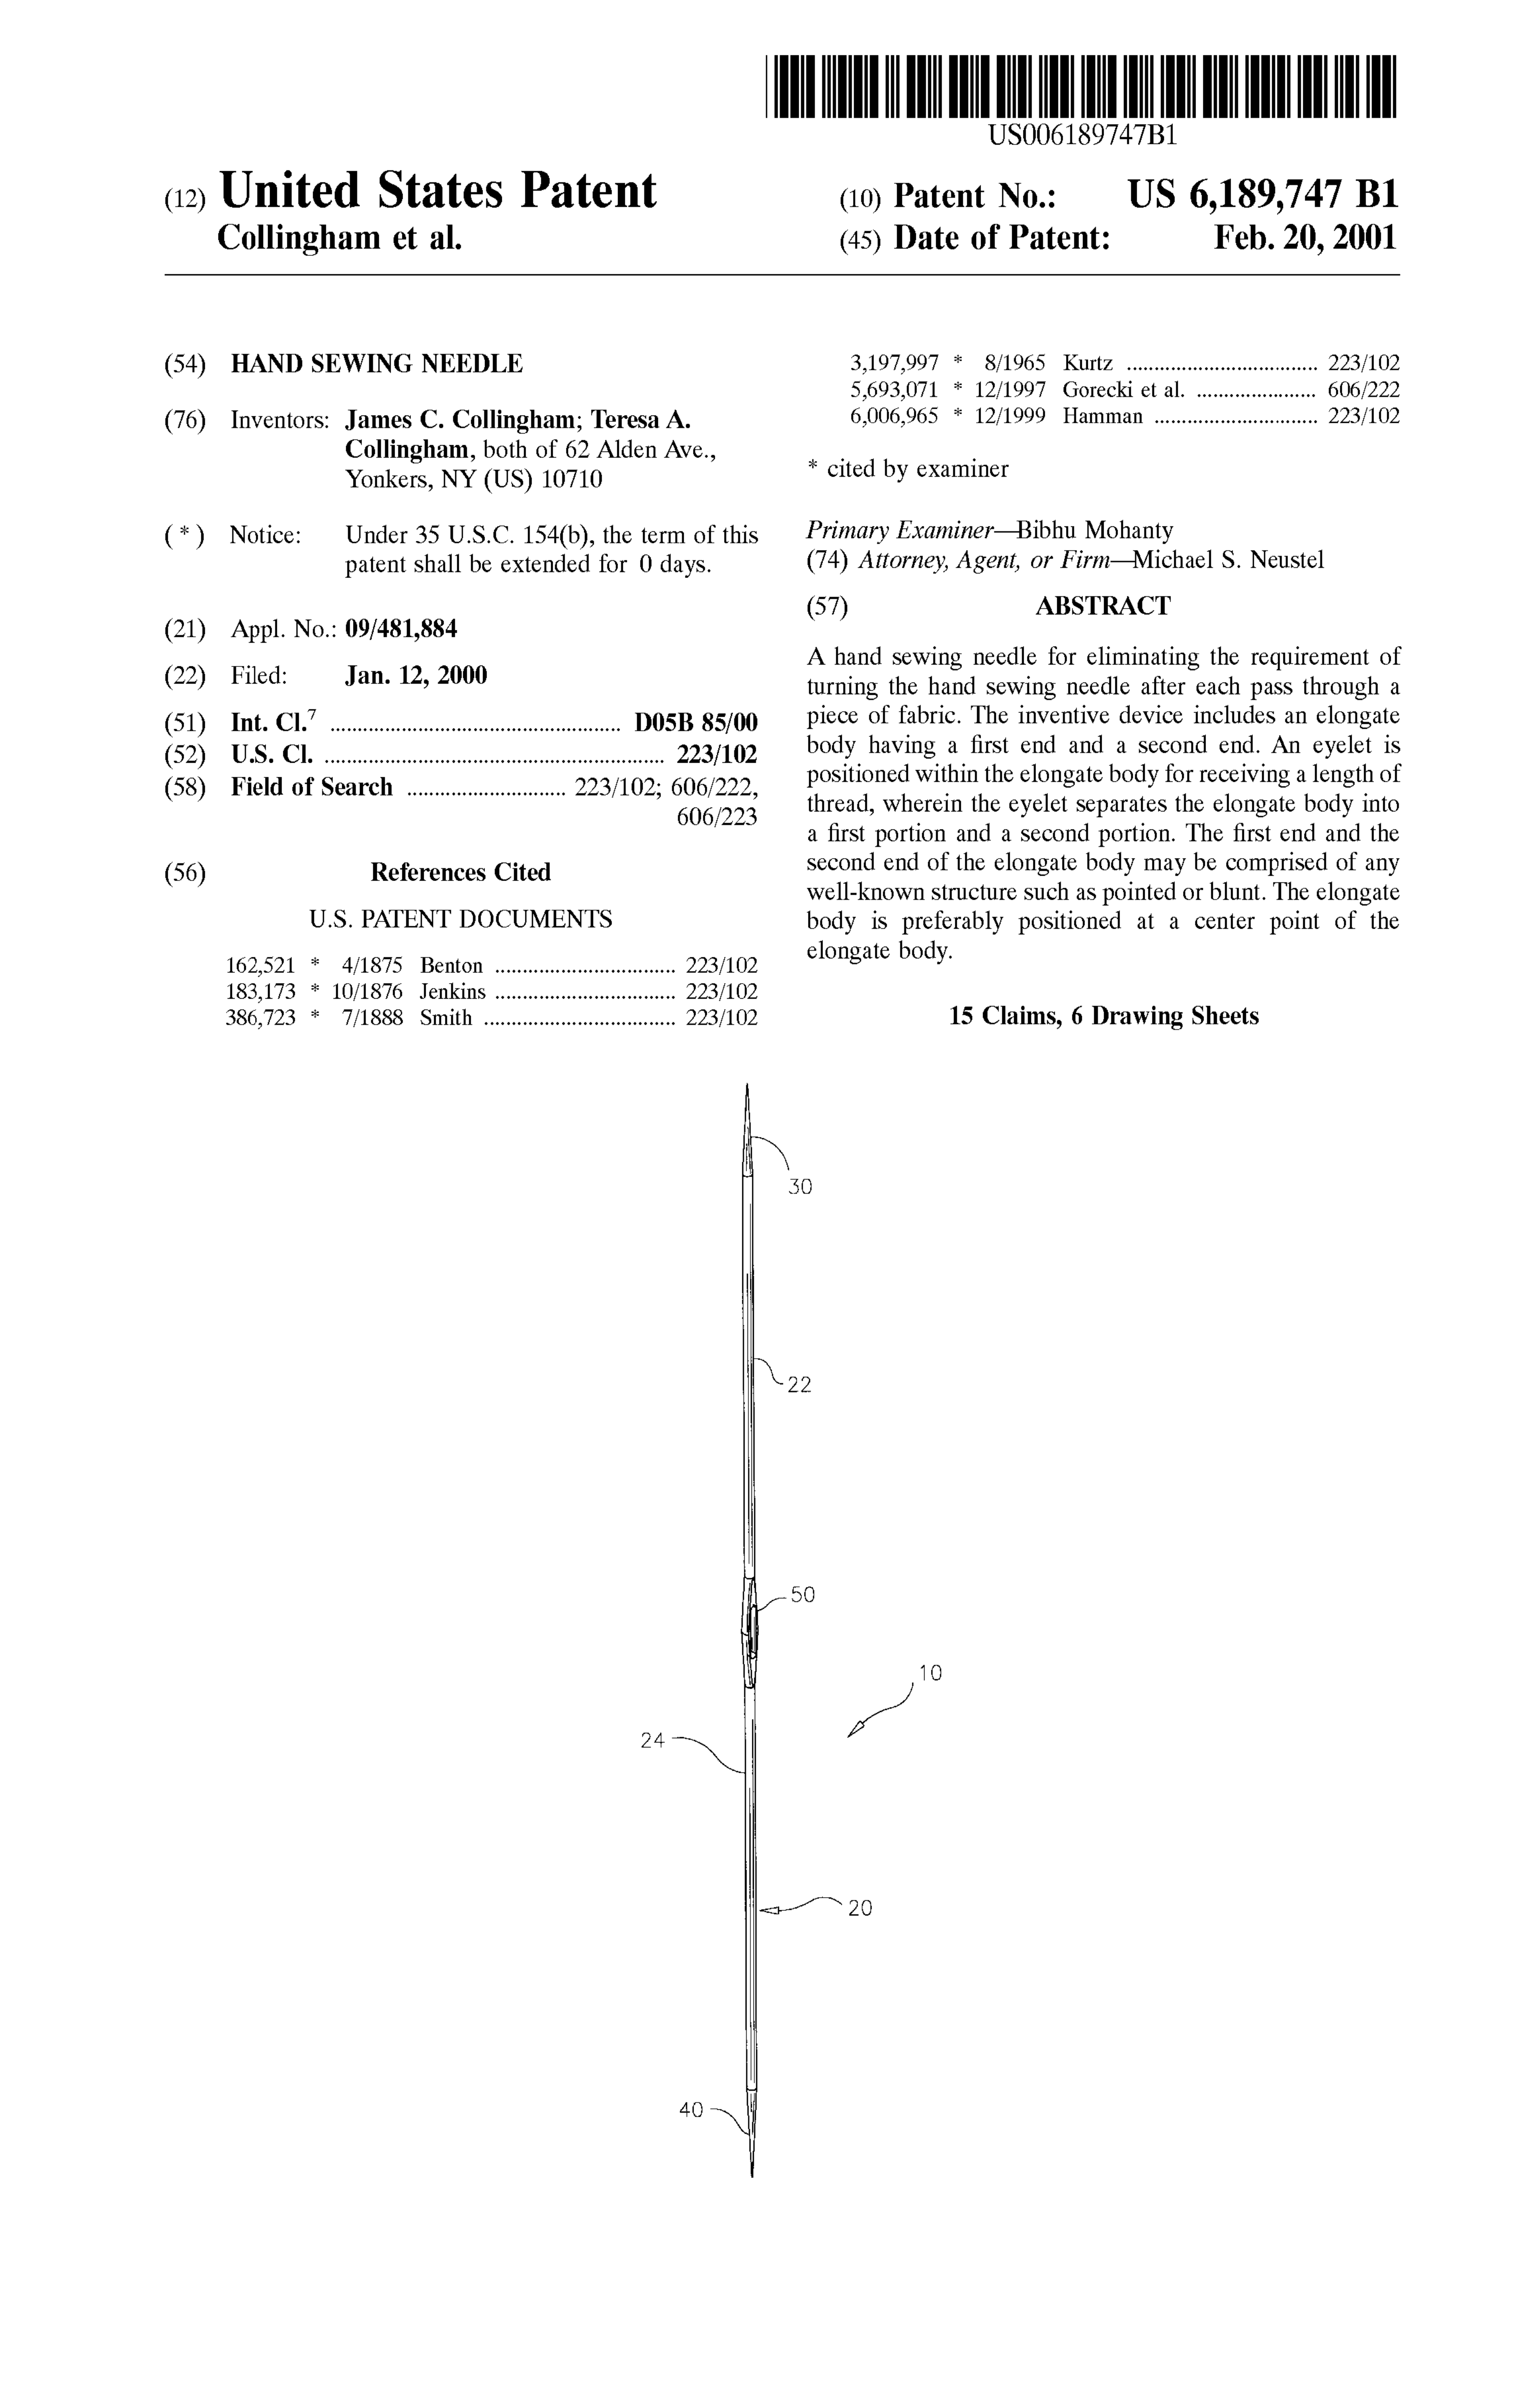 US006189747B1
(12) United States Patent
Collingham et al.
(10) Patent No.: US 6,189,747 B1
(45) Date of Patent: Feb. 20, 2001
(54) HAND SEWING NEEDLE
(76) Inventors: James C. Collingham; Teresa A.
Collingham, both of 62 Alden Ave.,
Yonkers, NY (US) 10710
( * ) Notice: Under 35 U.S.C. 154(b), the term of this
patent shall be extended for 0 days.
(21) Appl. No.: 09/481,884
(22) Filed: Jan. 12, 2000
(51) Int. Cl.7 ..................................................... D05B 85/00
(52) U.S. Cl. .............................................................. 223/102
(58) Field of Search ............................. 223/102; 606/222,
606/223
(56) References Cited
U.S. PATENT DOCUMENTS
162,521 * 4/1875 Benton ................................. 223/102
183,173 * 10/1876 Jenkins ................................. 223/102
386,723 * 7/1888 Smith ................................... 223/102
3,197,997 * 8/1965 Kurtz ................................... 223/102
5,693,071 * 12/1997 Gorecki et al. ...................... 606/222
6,006,965 * 12/1999 Hamman .............................. 223/102
* cited by examiner
Primary Examiner—Bibhu Mohanty
(74) Attorney, Agent, or Firm—Michael S. Neustel
(57) ABSTRACT
A hand sewing needle for eliminating the requirement of
turning the hand sewing needle after each pass through a
piece of fabric. The inventive device includes an elongate
body having a first end and a second end. An eyelet is
positioned within the elongate body for receiving a length of
thread, wherein the eyelet separates the elongate body into
a first portion and a second portion. The first end and the
second end of the elongate body may be comprised of any
well-known structure such as pointed or blunt. The elongate
body is preferably positioned at a center point of the
elongate body.
15 Claims, 6 Drawing Sheets
30
22
50
10
24
20
40